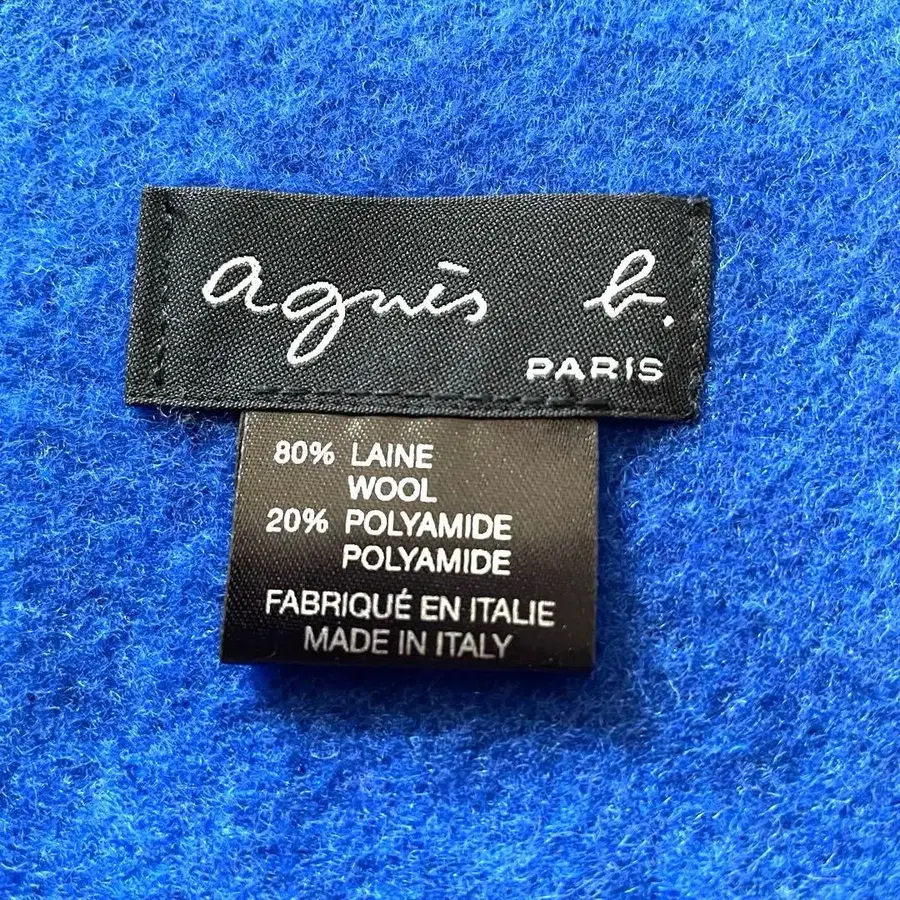 agnès b.
PARIS
80% LAINE
WOOL
20% POLYAMIDE
POLYAMIDE
FABRIQUÉ EN ITALIE
MADE IN ITALY